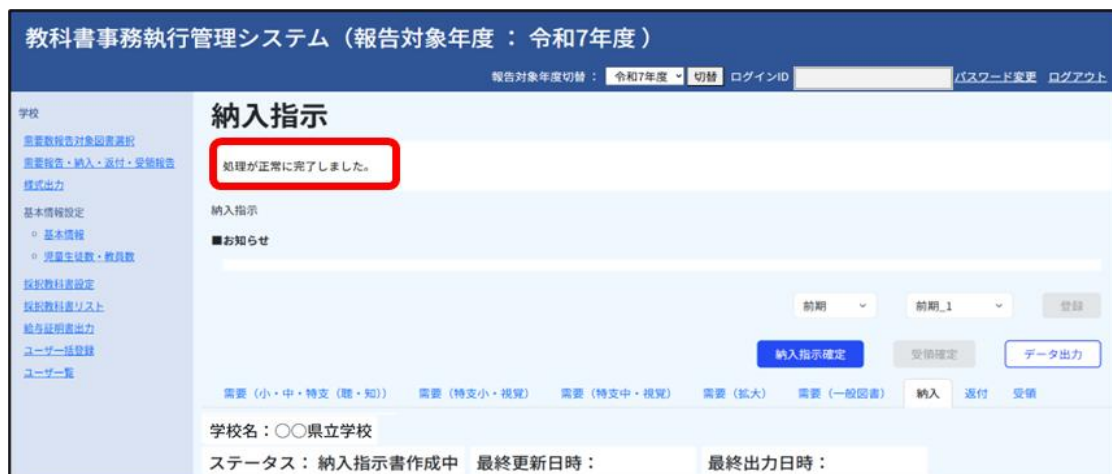 教科書事務執行管理システム（報告対象年度 ： 令和7年度 ）
報告対象年度切替 ： 令和7年度 切替 ログインID パスワード変更 ログアウト
学校
需要数報告対象図書選択
需要報告・納入・返付・受領報告
様式出力
基本情報設定
基本情報
児童生徒数・教員数
採択教科書設定
採択教科書リスト
給与証明書出力
ユーザー一括登録
ユーザー一覧
納入指示
処理が正常に完了しました。
納入指示
■お知らせ
前期 前期_1 登録
納入指示確定 受領確定 データ出力
需要（小・中・特支（聴・知）） 需要（特支小・視覚） 需要（特支中・視覚） 需要（拡大） 需要（一般図書） 納入 返付 受領
学校名：〇〇県立学校
ステータス： 納入指示書作成中 最終更新日時： 最終出力日時：